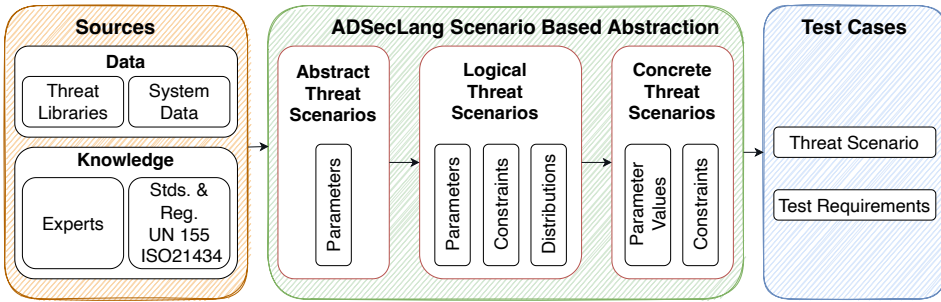 Sources
Data
Threat
Libraries
System
Data
Knowledge
Experts
Stds. &
Reg.
UN 155
ISO21434
ADSecLang Scenario Based Abstraction
Abstract
Threat
Scenarios
Parameters
Logical
Threat
Scenarios
Parameters
Constraints
Distributions
Concrete
Threat
Scenarios
Parameter
Values
Constraints
Test Cases
Threat Scenario
Test Requirements